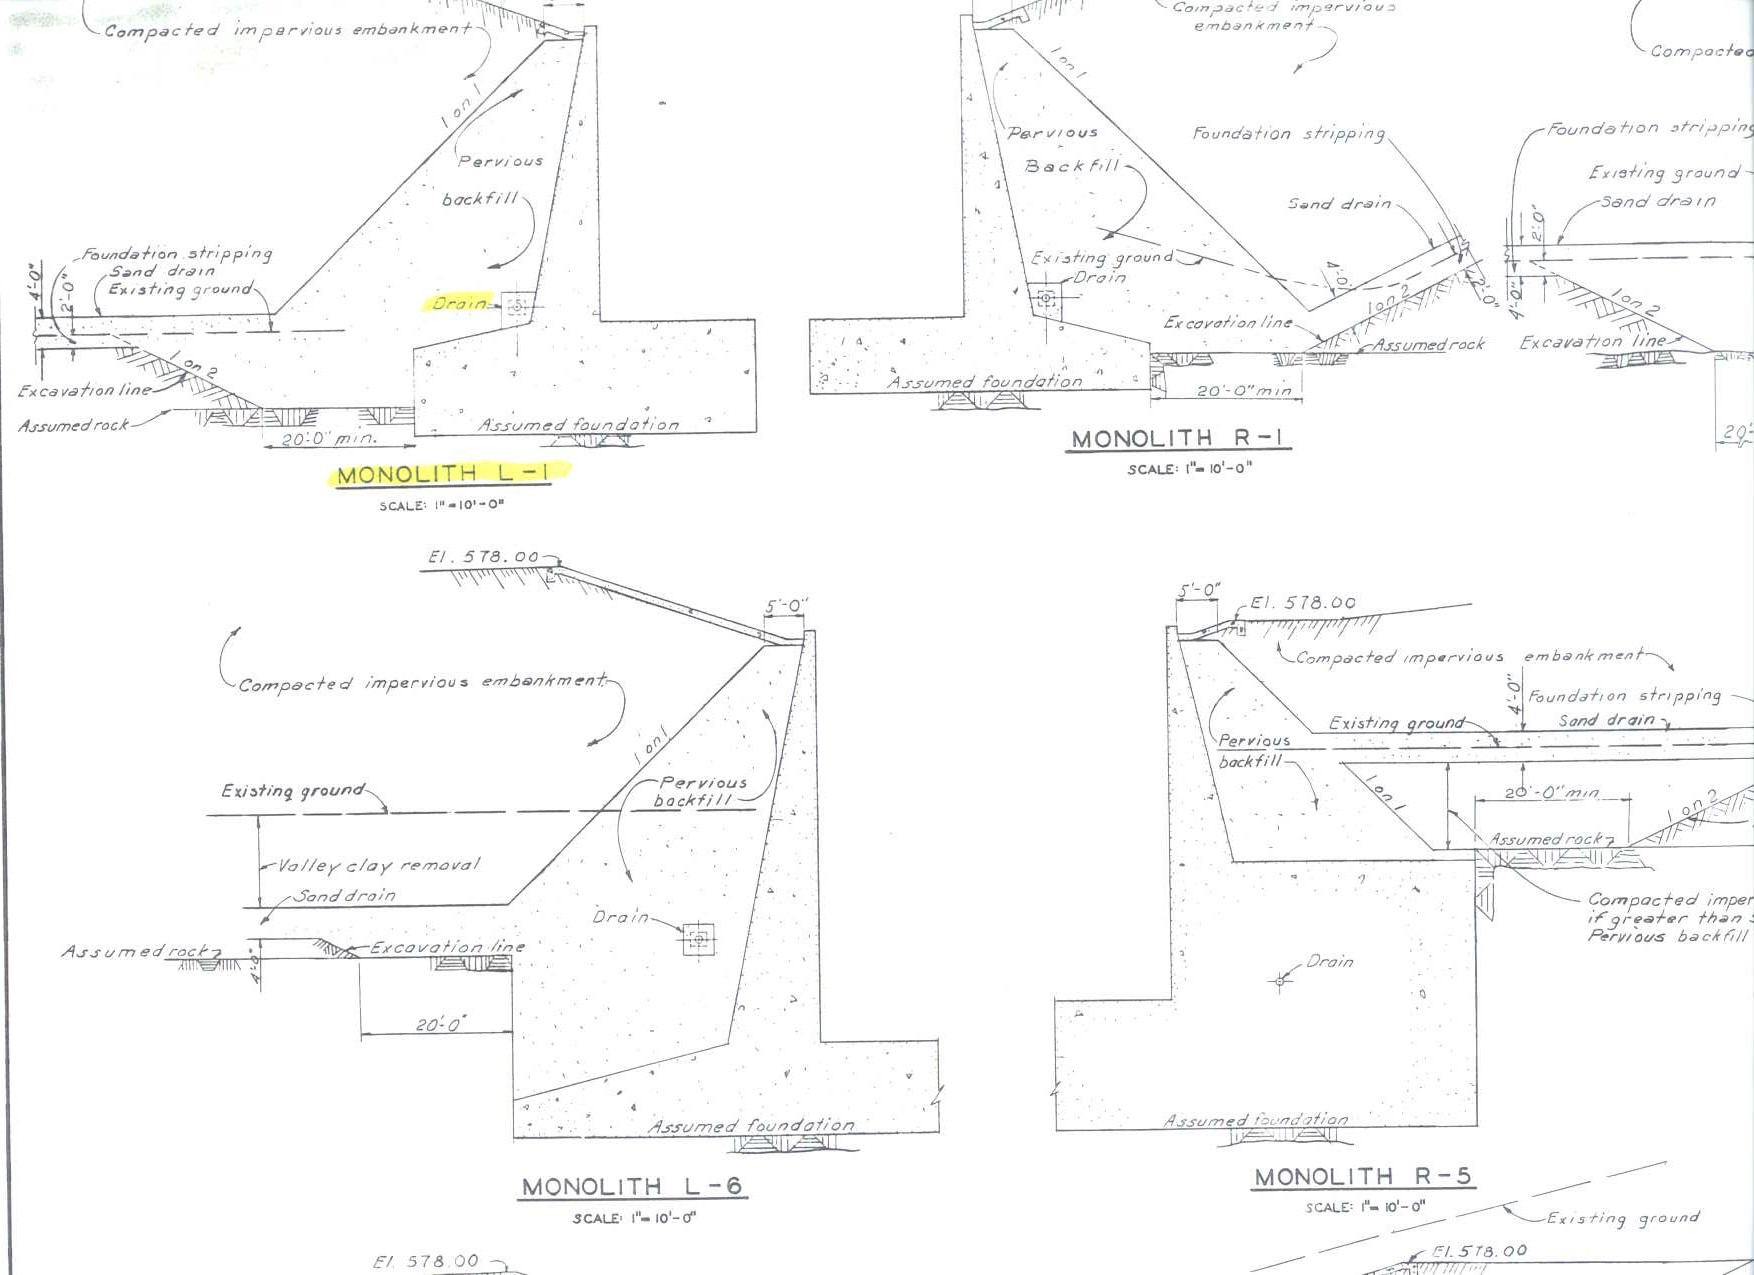 Compacted impervious embankment
1 on 1
Pervious
backfill
Foundation stripping
Sand drain
Existing ground
4'-0"
2'-0"
Drain
1 on 2
Excavation line
Assumed rock
20'-0" min.
Assumed foundation
MONOLITH L-1
SCALE: 1"=10'-0"
Compacted impervious
embankment
1 on 1
Pervious
Backfill
Foundation stripping
Sand drain
Existing ground
Drain
4'-0"
2'-0"
1 on 2
Excavation line
Assumed rock
Assumed foundation
20'-0" min
MONOLITH R-1
SCALE: 1"=10'-0"
Compacted
Foundation stripping
Existing ground
Sand drain
2'-0"
4'-0"
1 on 2
Excavation line
20'-
El. 578.00
5'-0"
Compacted impervious embankment
1 on 1
Existing ground
Pervious
backfill
Valley clay removal
Sand drain
Drain
Assumed rock
Excavation line
4'-0"
20'-0"
Assumed foundation
MONOLITH L-6
SCALE: 1"=10'-0"
5'-0"
El. 578.00
Compacted impervious embankment
4'-0"
Foundation stripping
Existing ground
Sand drain
Pervious
backfill
1 on 1
20'-0" min
1 on 2
Assumed rock
Compacted imper
if greater than
Pervious backfill
Drain
Assumed foundation
MONOLITH R-5
SCALE: 1"=10'-0"
Existing ground
El. 578.00
El. 578.00